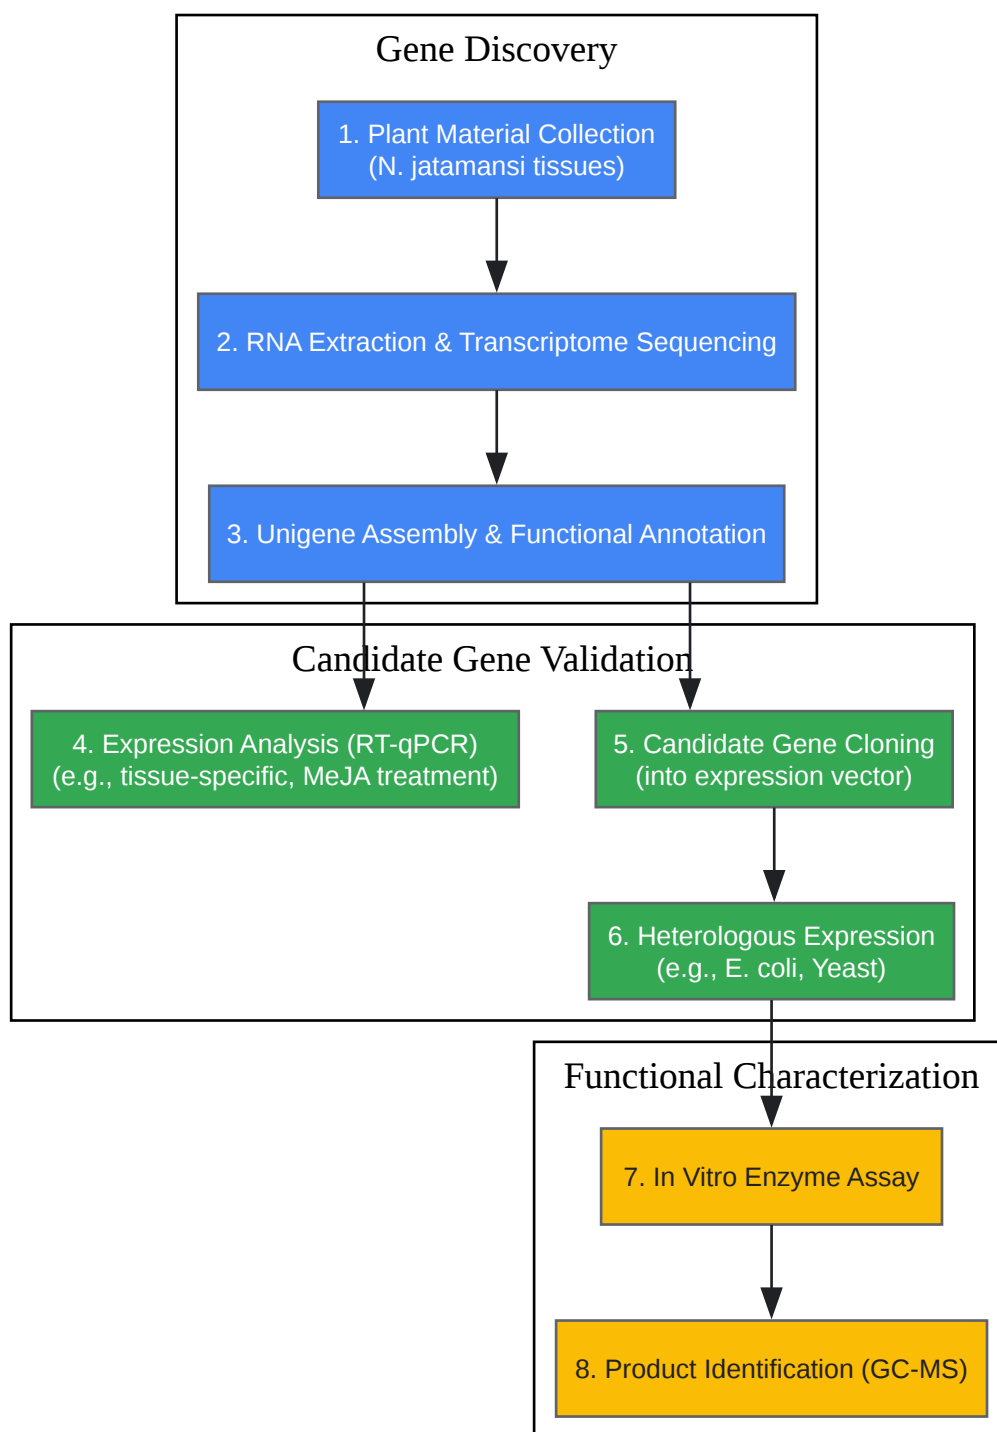 Gene Discovery
1. Plant Material Collection
(N. jatamansi tissues)
2. RNA Extraction & Transcriptome Sequencing
3. Unigene Assembly & Functional Annotation
Candidate Gene Validation
4. Expression Analysis (RT-qPCR)
(e.g., tissue-specific, MeJA treatment)
5. Candidate Gene Cloning
(into expression vector)
6. Heterologous Expression
(e.g., E. coli, Yeast)
Functional Characterization
7. In Vitro Enzyme Assay
8. Product Identification (GC-MS)